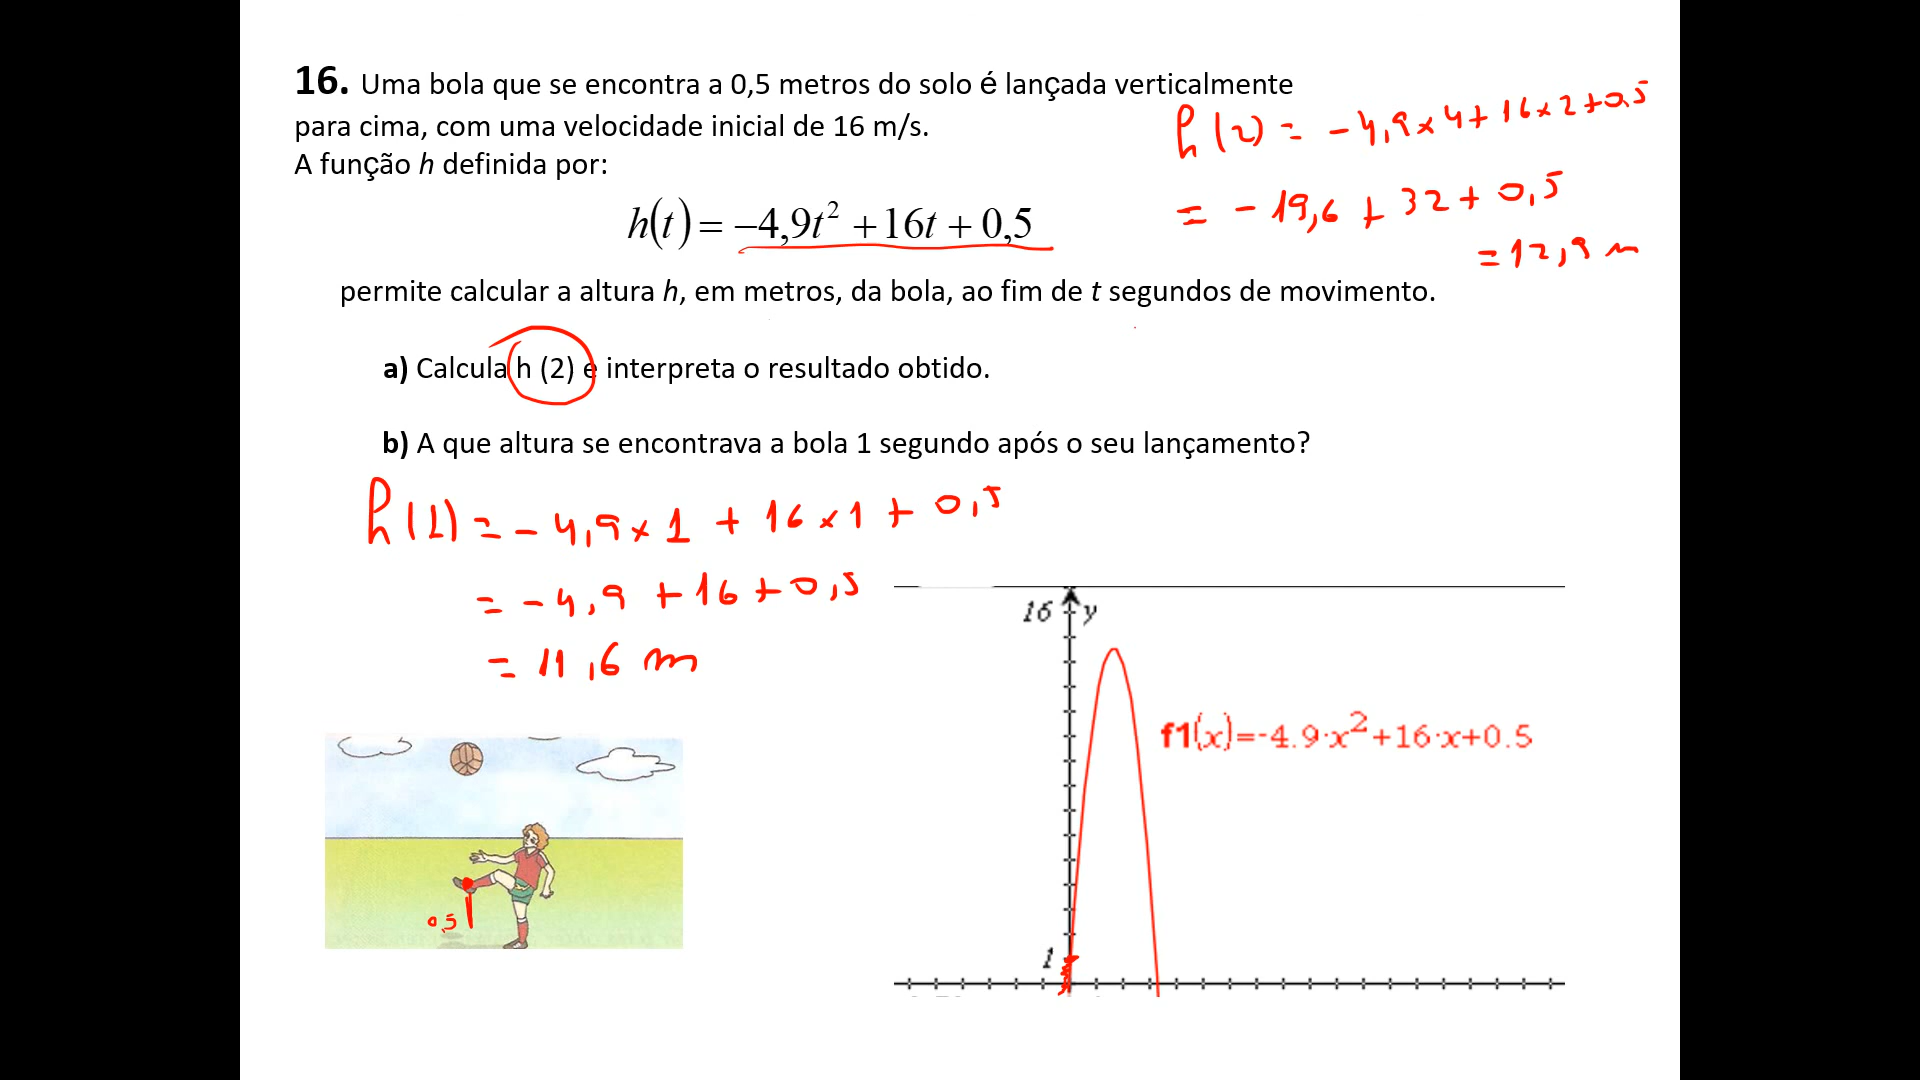 16. Uma bola que se encontra a 0,5 metros do solo é lançada verticalmente
para cima, com uma velocidade inicial de 16 m/s.
A função h definida por:
h(t) = −4,9t² + 16t + 0,5
h(2) = -4,9×4+16×2+0,5
= -19,6 + 32 + 0,5
= 12,9 m
permite calcular a altura h, em metros, da bola, ao fim de t segundos de movimento.
a) Calcula h (2) e interpreta o resultado obtido.
b) A que altura se encontrava a bola 1 segundo após o seu lançamento?
h(1) = -4,9×1 + 16×1 + 0,5
= -4,9 + 16 + 0,5
= 11,6 m
16 y
f1(x)=-4.9·x²+16·x+0.5
0,5
1